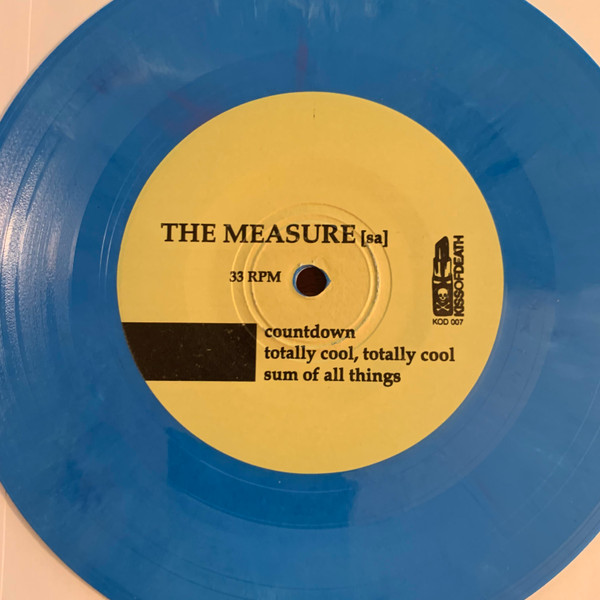 THE MEASURE [sa]
33 RPM
KISSOFDEATH
KOD 007
countdown
totally cool, totally cool
sum of all things